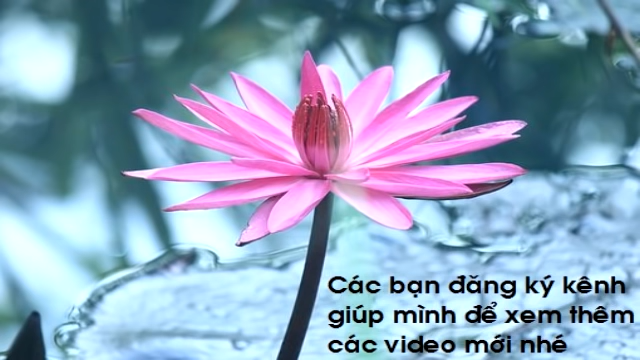 Các bạn đăng ký kênh
giúp mình để xem thêm
các video mới nhé